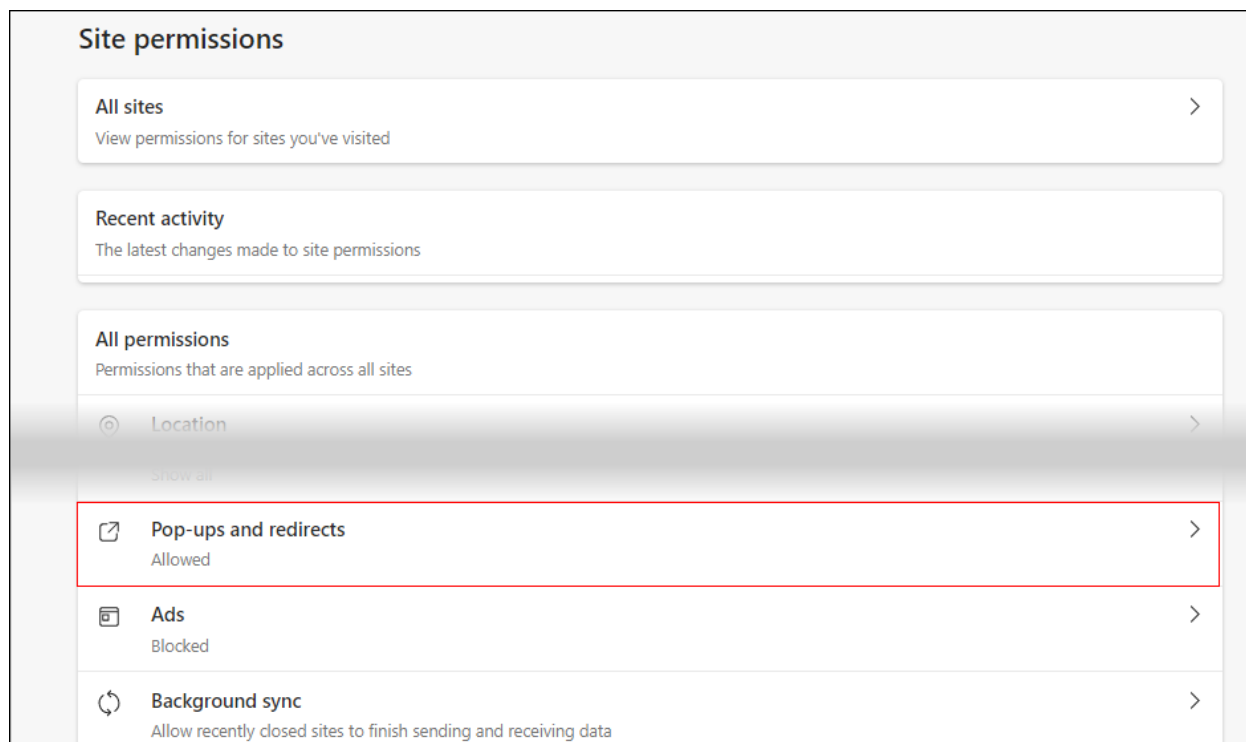 Site permissions
All sites
View permissions for sites you've visited
Recent activity
The latest changes made to site permissions
All permissions
Permissions that are applied across all sites
Location
Show all
Pop-ups and redirects
Allowed
Ads
Blocked
Background sync
Allow recently closed sites to finish sending and receiving data